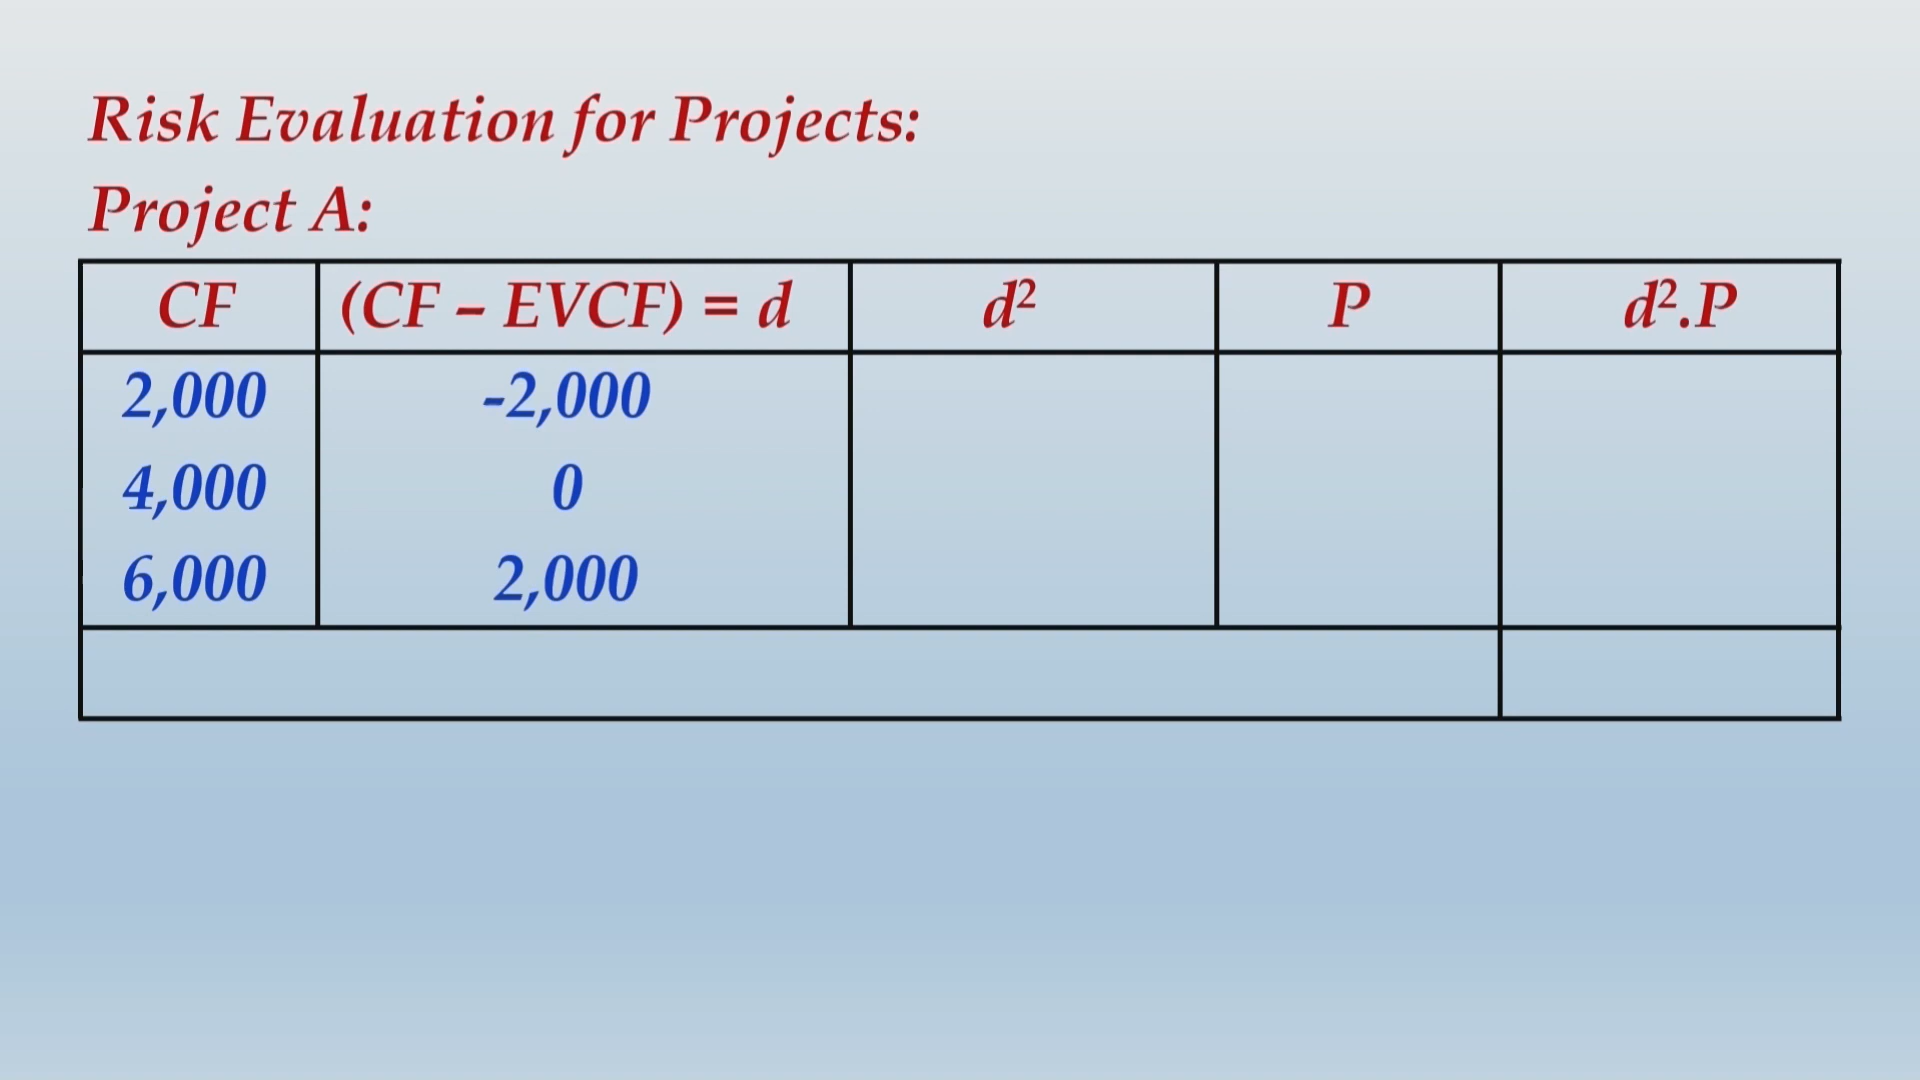 Risk Evaluation for Projects:
Project A:
CF (CF – EVCF) = d d² P d².P
2,000 -2,000
4,000 0
6,000 2,000